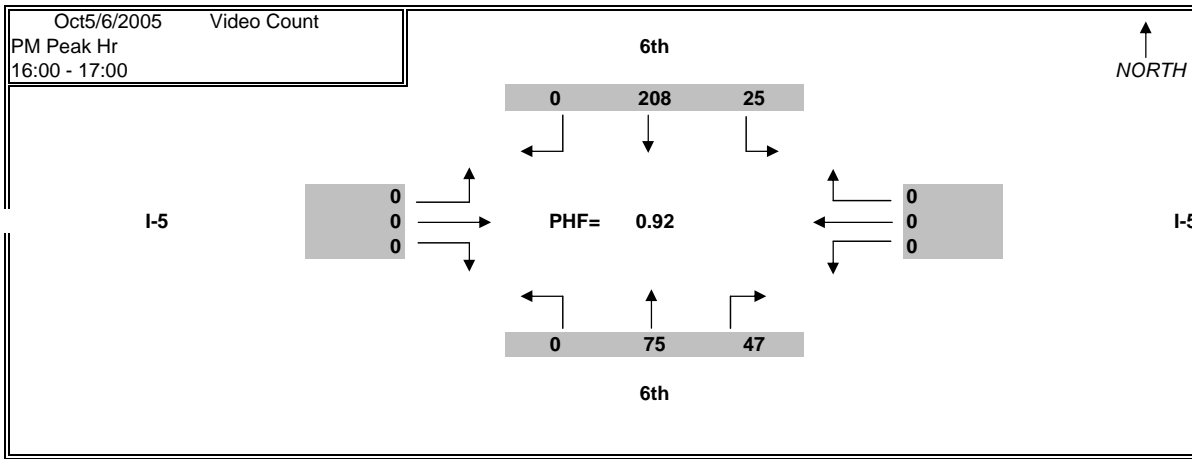 Oct5/6/2005 Video Count
PM Peak Hr
16:00 - 17:00
6th
NORTH
0 208 25
0
0
0
I-5
PHF= 0.92
0
0
0
I-5
0 75 47
6th